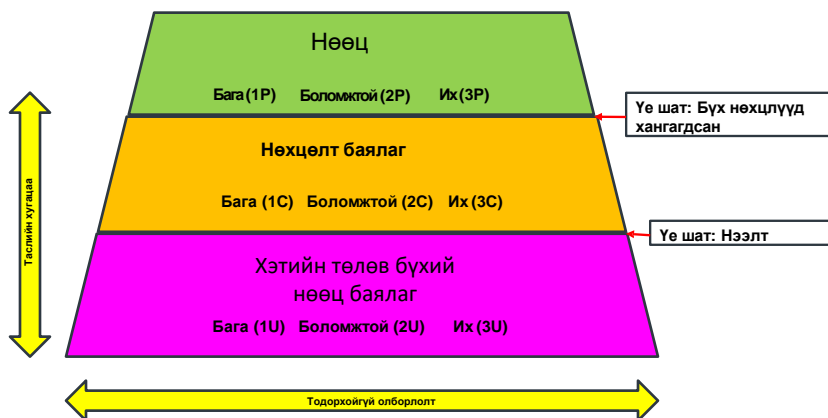 Нөөц
Бага (1P) Боломжтой (2P) Их (3P)
Үе шат: Бүх нөхцлүүд
хангагдсан
Нөхцөлт баялаг
Бага (1C) Боломжтой (2C) Их (3C)
Үе шат: Нээлт
Хэтийн төлөв бүхий
нөөц баялаг
Бага (1U) Боломжтой (2U) Их (3U)
Таслийн хугацаа
Тодорхойгүй олборлолт